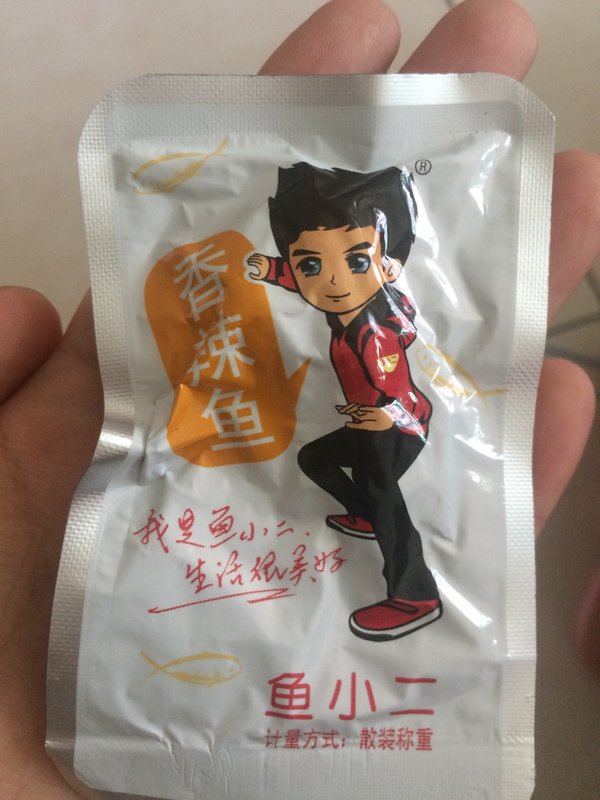 ®
香辣鱼
我是鱼小二.
生活很美好
鱼小二
计量方式：散装称重